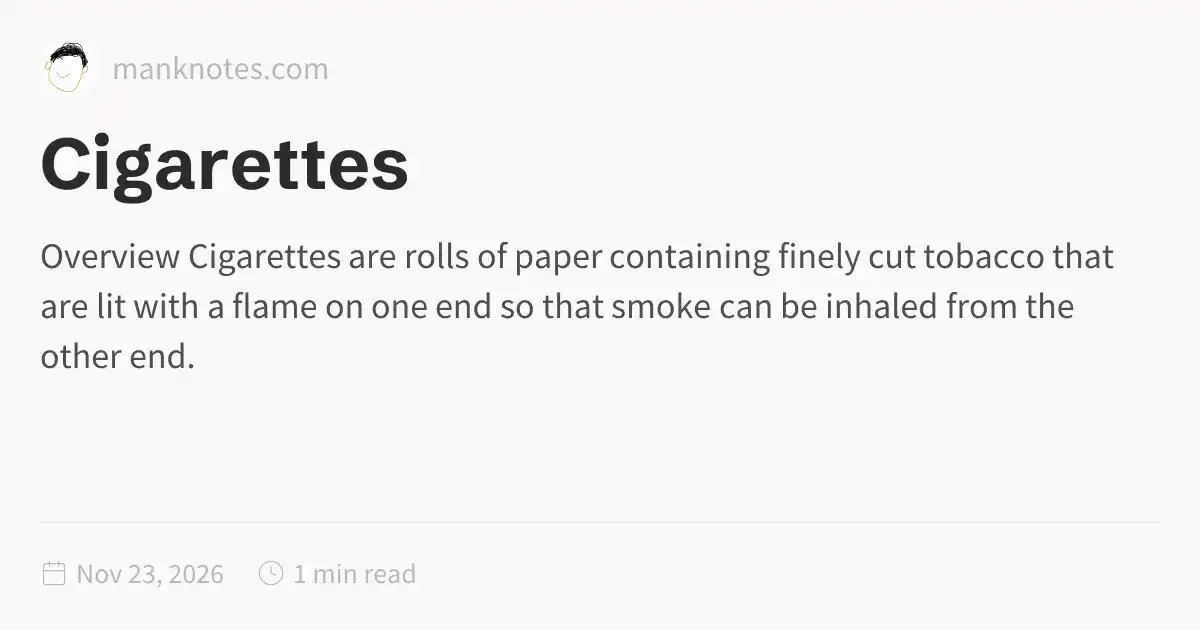 manknotes.com
Cigarettes
Overview Cigarettes are rolls of paper containing finely cut tobacco that
are lit with a flame on one end so that smoke can be inhaled from the
other end.
Nov 23, 2026 1 min read